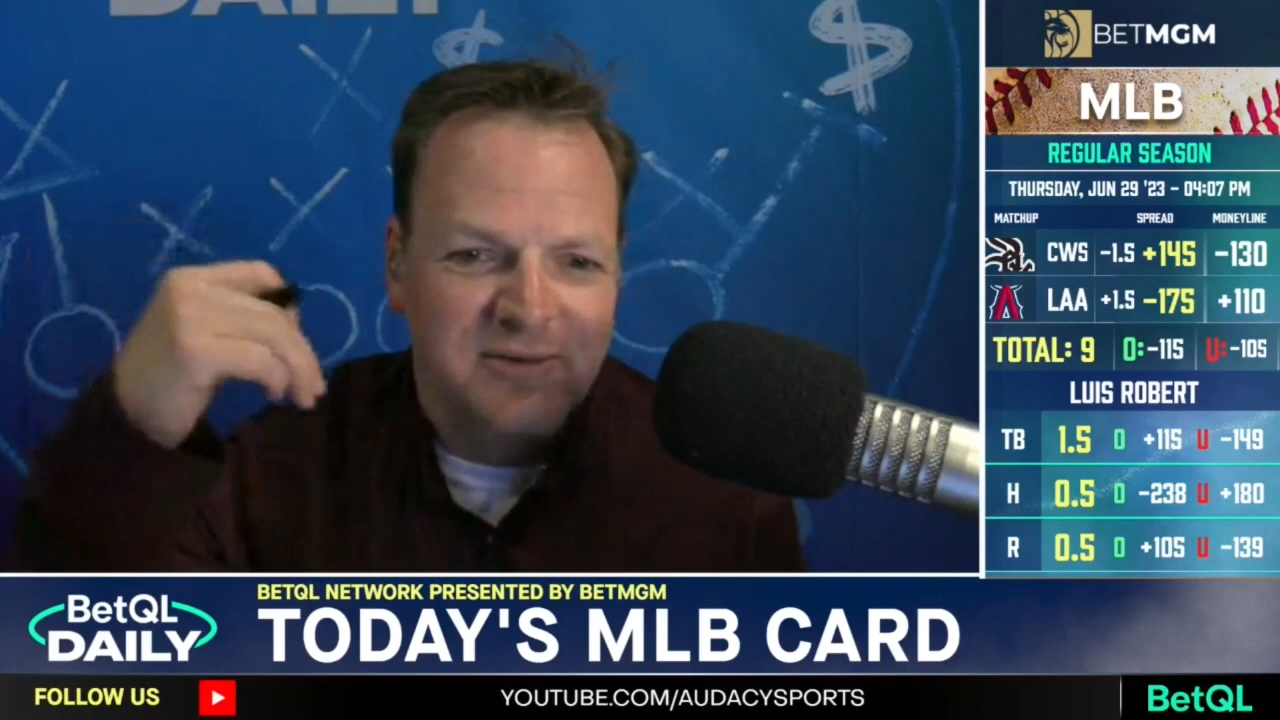 DAILY
BETMGM
MLB
REGULAR SEASON
THURSDAY, JUN 29 '23 - 04:07 PM
MATCHUP SPREAD MONEYLINE
CWS -1.5 +145 -130
LAA +1.5 -175 +110
TOTAL: 9 O:-115 U:-105
LUIS ROBERT
TB 1.5 O +115 U -149
H 0.5 O -238 U +180
R 0.5 O +105 U -139
BETQL NETWORK PRESENTED BY BETMGM
BetQL
DAILY
TODAY'S MLB CARD
FOLLOW US
YOUTUBE.COM/AUDACYSPORTS
BetQL